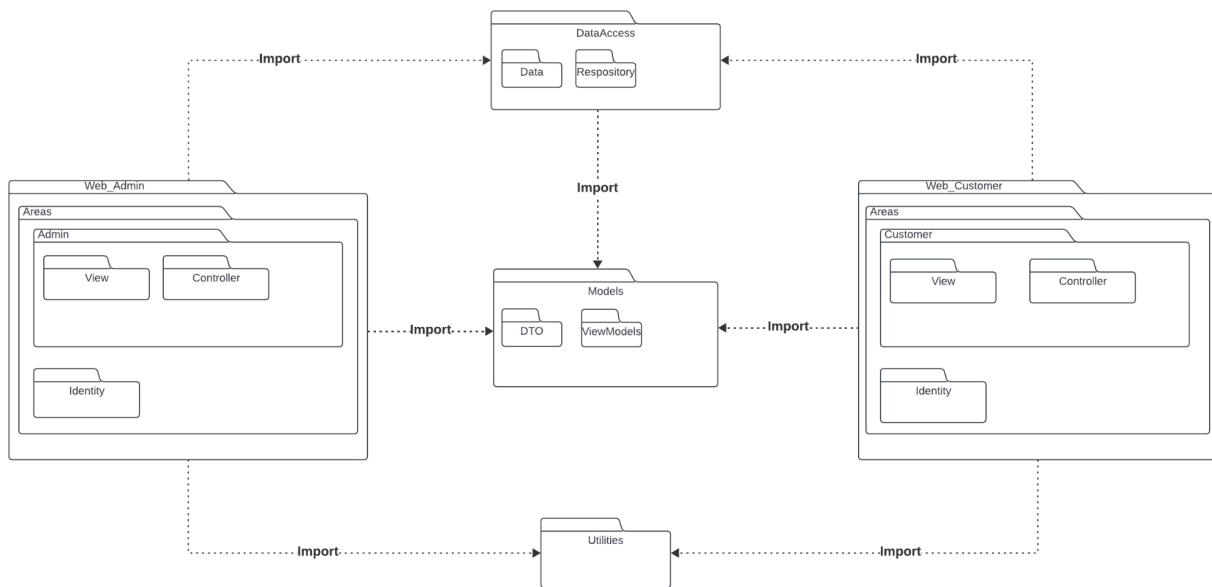 DataAccess
Import
Import
Data
Respository
Import
Web_Admin
Web_Customer
Areas
Areas
Admin
Customer
View
Controller
View
Controller
Models
Import
DTO
ViewModels
Import
Identity
Identity
Utilities
Import
Import